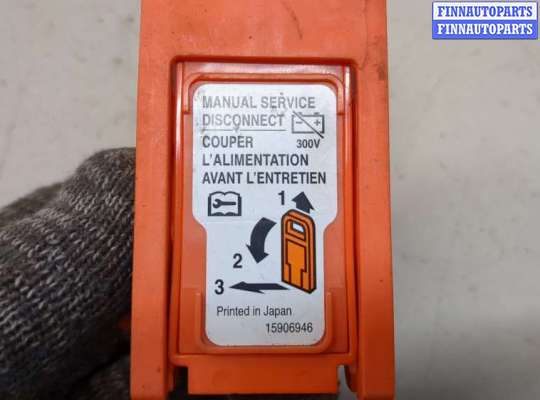 FINNAUTOPARTS
FINNAUTOPARTS
MANUAL SERVICE
DISCONNECT
COUPER 300V
L'ALIMENTATION
AVANT L'ENTRETIEN
1
2
3
Printed in Japan
15906946